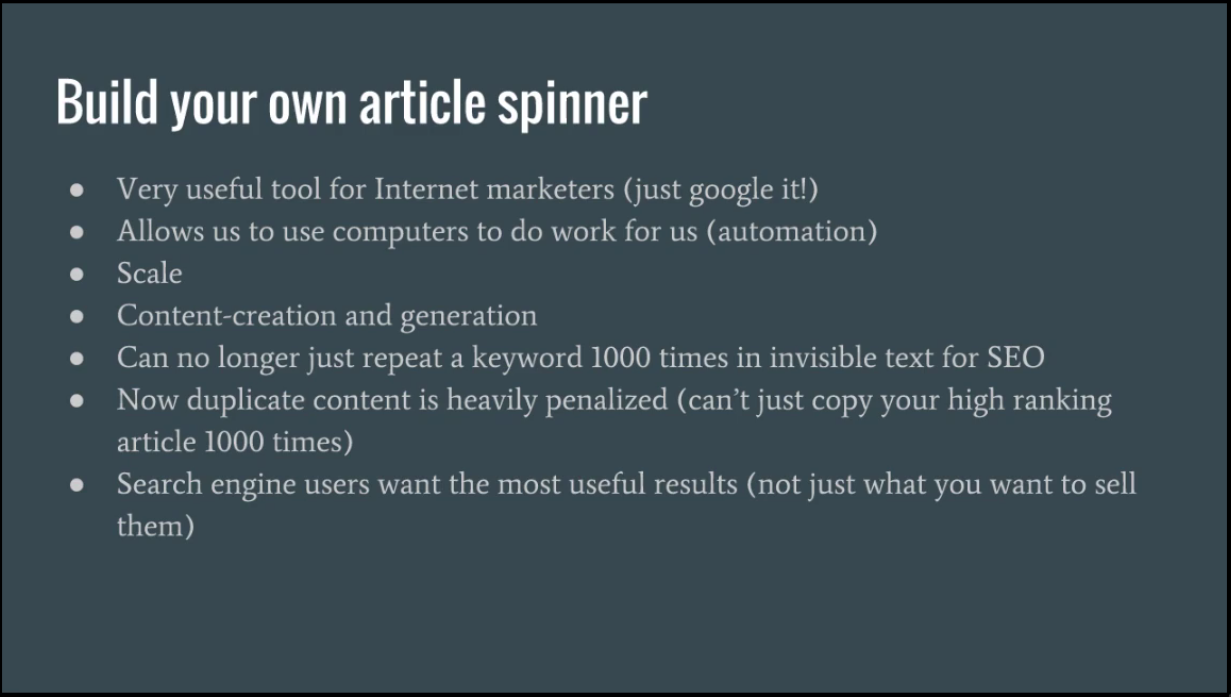 Build your own article spinner
● Very useful tool for Internet marketers (just google it!)
● Allows us to use computers to do work for us (automation)
● Scale
● Content-creation and generation
● Can no longer just repeat a keyword 1000 times in invisible text for SEO
● Now duplicate content is heavily penalized (can’t just copy your high ranking
article 1000 times)
● Search engine users want the most useful results (not just what you want to sell
them)